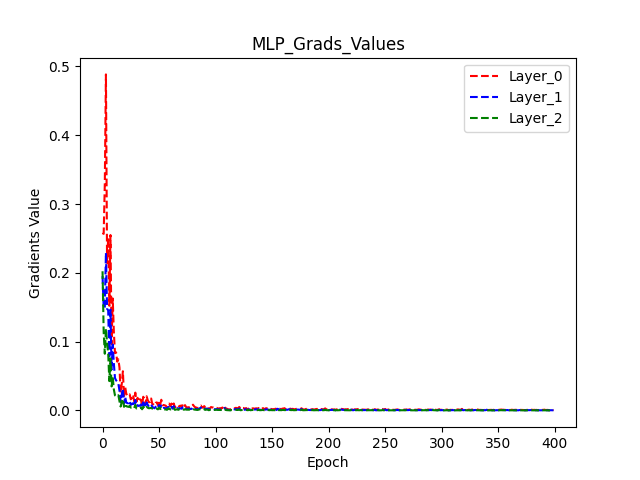 MLP_Grads_Values
Gradients Value
0.5
0.4
0.3
0.2
0.1
0.0
Layer_0
Layer_1
Layer_2
0 50 100 150 200 250 300 350 400
Epoch